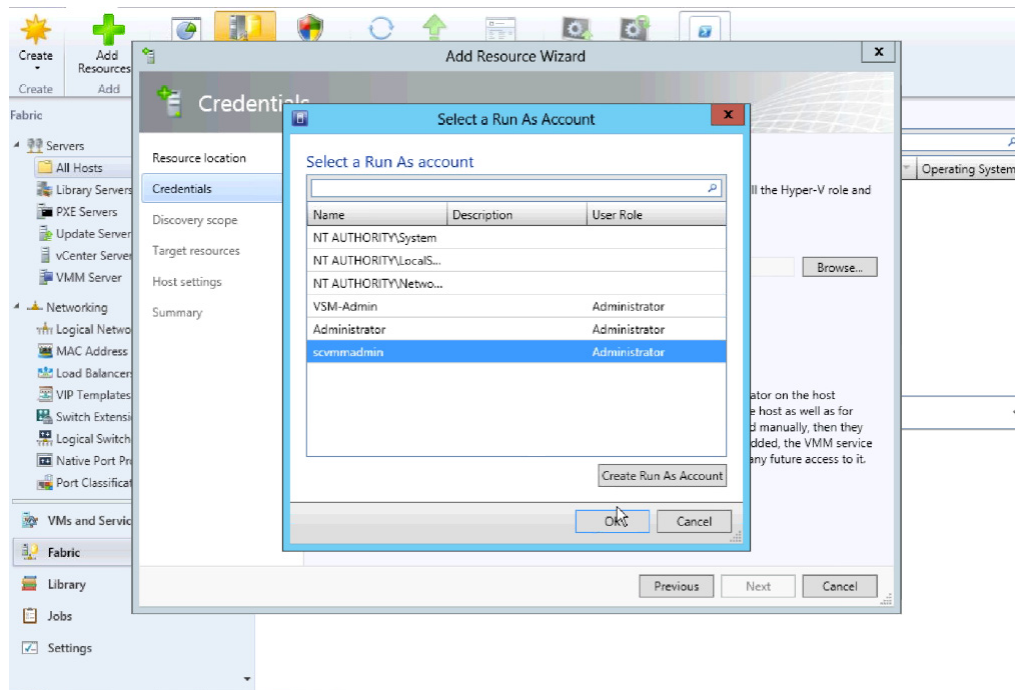 Create
Add
Resources
Create
Add
Fabric
Servers
All Hosts
Library Servers
PXE Servers
Update Server
vCenter Server
VMM Server
Networking
Logical Netwo
MAC Address
Load Balancer
VIP Templates
Switch Extensi
Logical Switch
Native Port Pr
Port Classificat
VMs and Servic
Fabric
Library
Jobs
Settings
Add Resource Wizard
x
Credentials
Resource location
Credentials
Discovery scope
Target resources
Host settings
Summary
Select a Run As Account
x
Select a Run As account
Name Description User Role
NT AUTHORITY\System
NT AUTHORITY\LocalS...
NT AUTHORITY\Netwo...
VSM-Admin Administrator
Administrator Administrator
scvmmadmin Administrator
Create Run As Account
OK Cancel
ll the Hyper-V role and
Browse...
ator on the host
e host as well as for
d manually, then they
dded, the VMM service
any future access to it.
Previous Next Cancel
Operating System